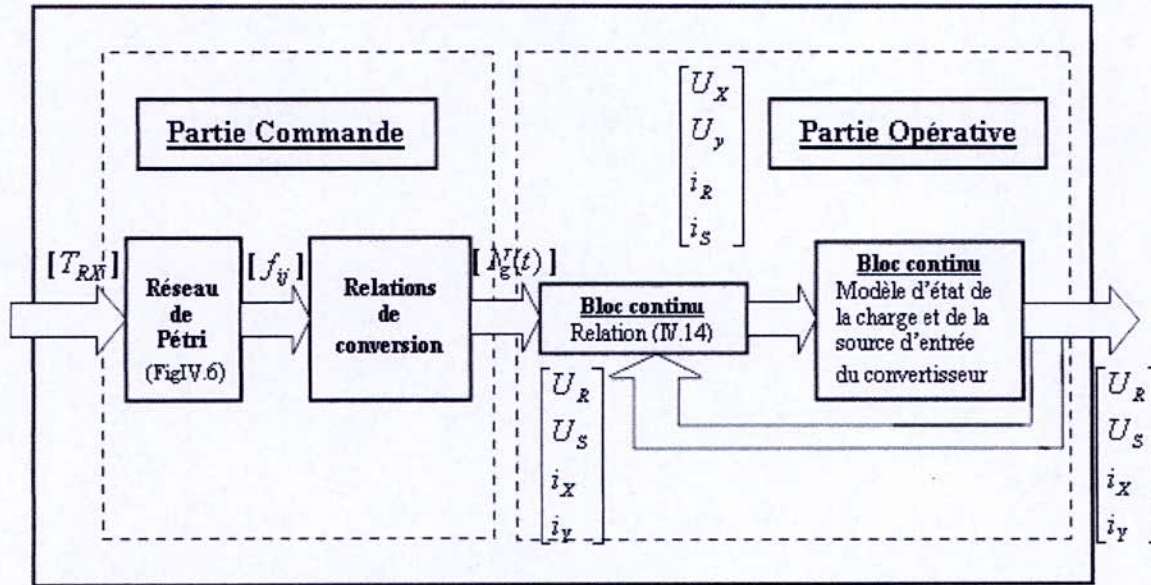 Partie Commande
Partie Opérative
[T_RX]
Réseau
de
Pétri
(FigIV.6)
[f_ij]
Relations
de
conversion
[N_g(t)]
[U_X
U_y
i_R
i_S]
Bloc continu
Relation (IV.14)
Bloc continu
Modèle d'état de
la charge et de la
source d'entrée
du convertisseur
[U_R
U_S
i_X
i_Y]
[U_R
U_S
i_X
i_Y]